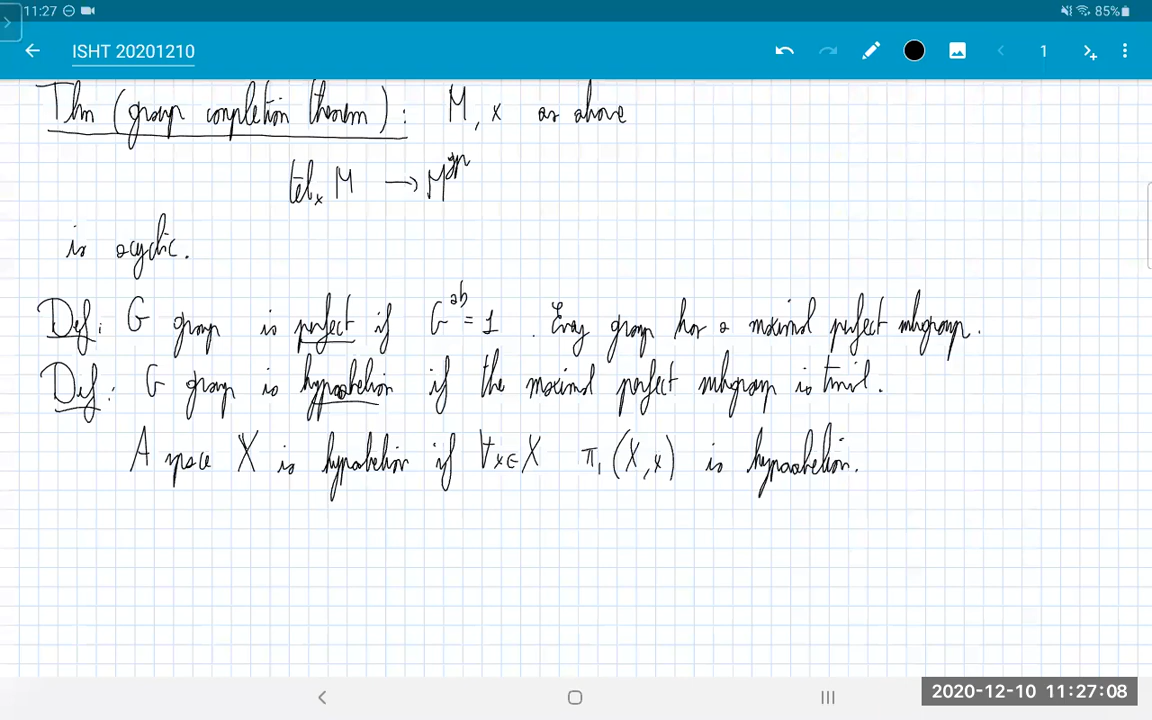 11:27
85%
ISHT 20201210
1
Thm (group completion theorem): M, x as above
tel_x M → M^gp
is acyclic.
Def: G group is perfect if G^ab = 1. Every group has a maximal perfect subgroup.
Def: G group is hypoabelian if the maximal perfect subgroup is trivial.
A space X is hypoabelian if ∀x∈X π₁(X,x) is hypoabelian.
2020-12-10 11:27:08